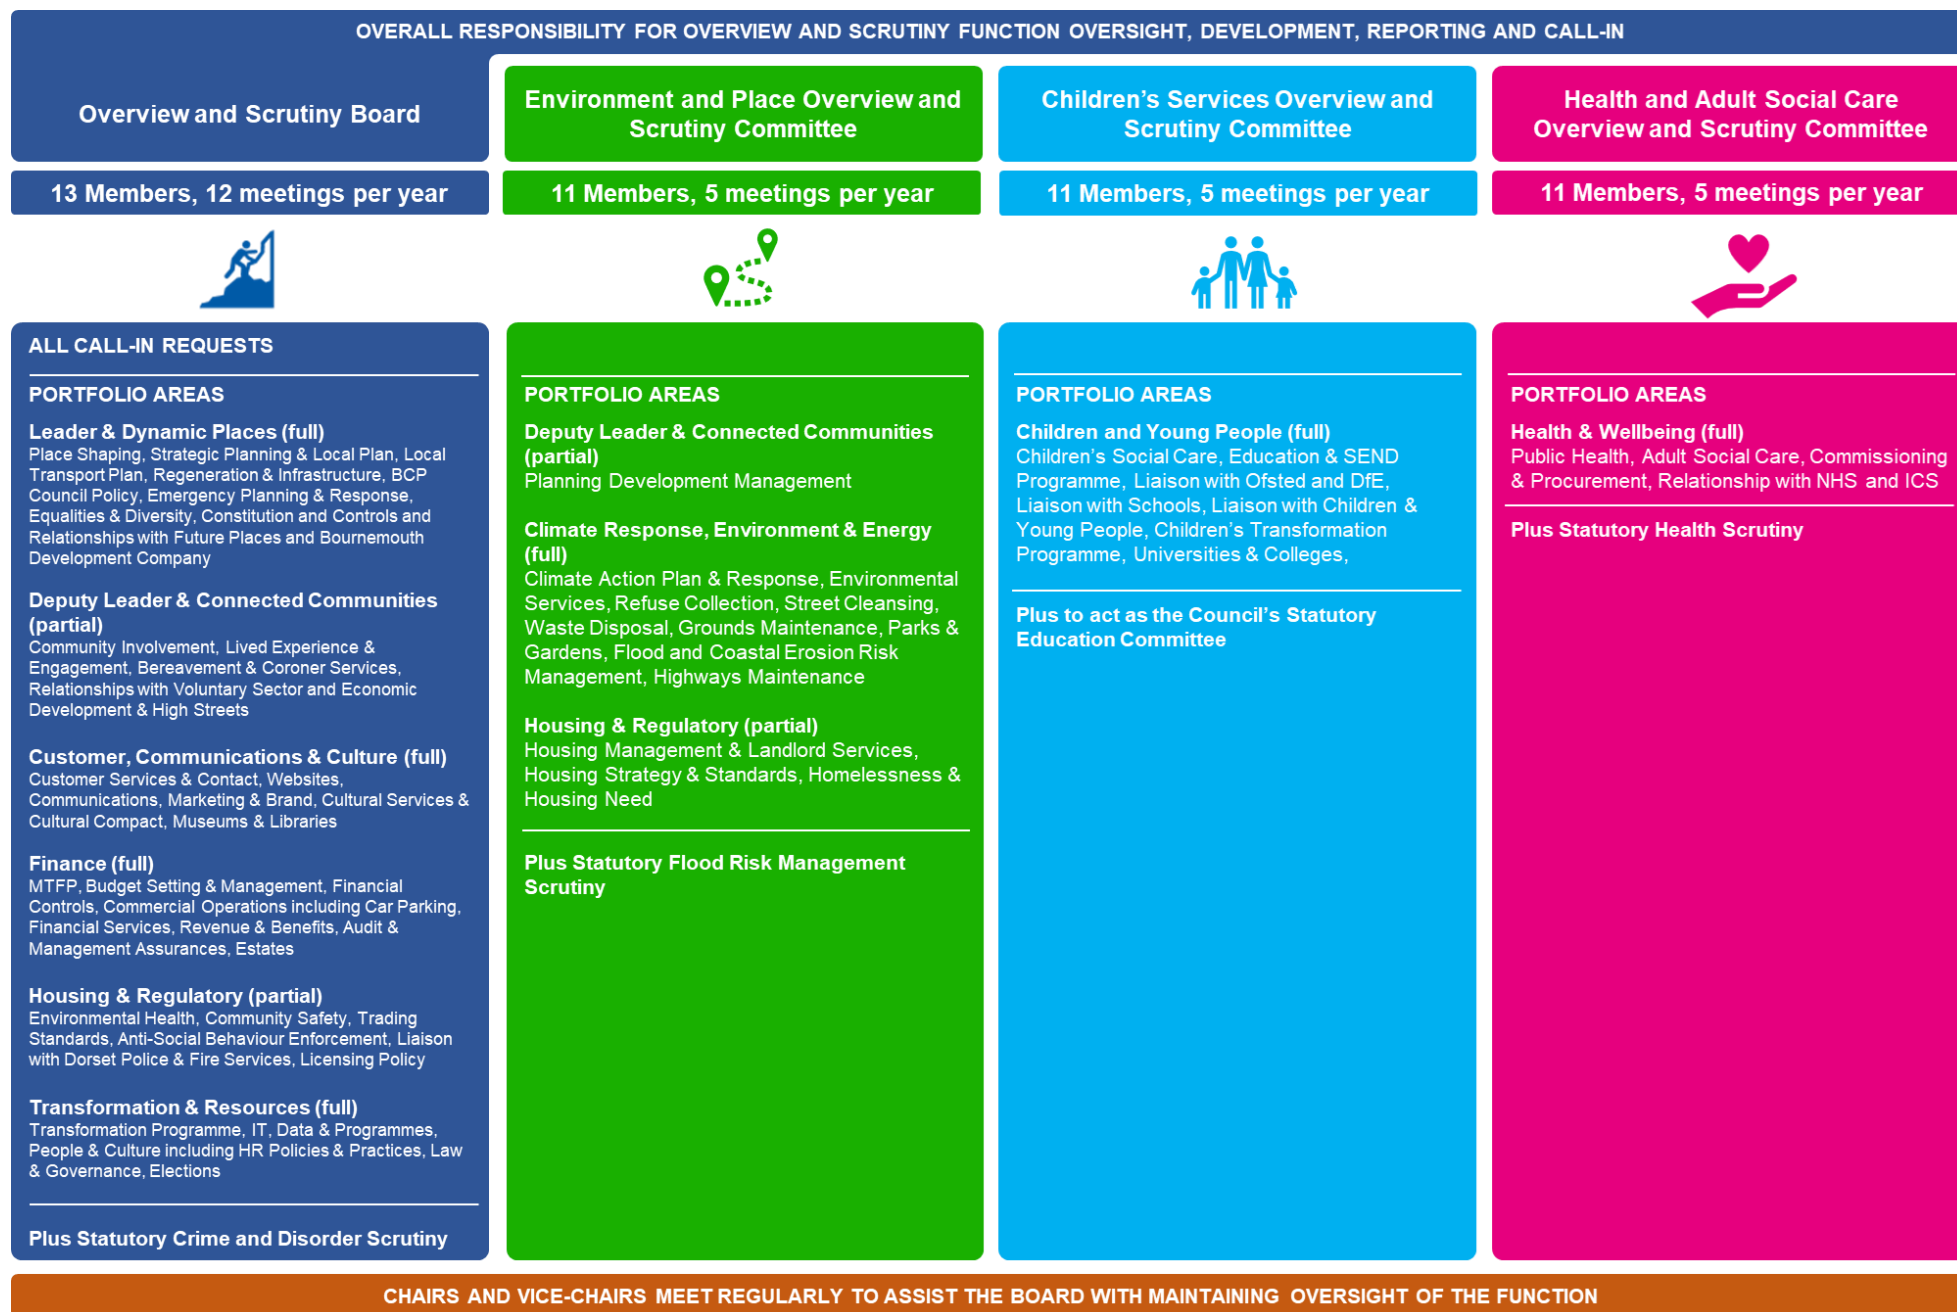 OVERALL RESPONSIBILITY FOR OVERVIEW AND SCRUTINY FUNCTION OVERSIGHT, DEVELOPMENT, REPORTING AND CALL-IN
Overview and Scrutiny Board
13 Members, 12 meetings per year
ALL CALL-IN REQUESTS
PORTFOLIO AREAS
Leader & Dynamic Places (full)
Place Shaping, Strategic Planning & Local Plan, Local
Transport Plan, Regeneration & Infrastructure, BCP
Council Policy, Emergency Planning & Response,
Equalities & Diversity, Constitution and Controls and
Relationships with Future Places and Bournemouth
Development Company
Deputy Leader & Connected Communities
(partial)
Community Involvement, Lived Experience &
Engagement, Bereavement & Coroner Services,
Relationships with Voluntary Sector and Economic
Development & High Streets
Customer, Communications & Culture (full)
Customer Services & Contact, Websites,
Communications, Marketing & Brand, Cultural Services &
Cultural Compact, Museums & Libraries
Finance (full)
MTFP, Budget Setting & Management, Financial
Controls, Commercial Operations including Car Parking,
Financial Services, Revenue & Benefits, Audit &
Management Assurances, Estates
Housing & Regulatory (partial)
Environmental Health, Community Safety, Trading
Standards, Anti-Social Behaviour Enforcement, Liaison
with Dorset Police & Fire Services, Licensing Policy
Transformation & Resources (full)
Transformation Programme, IT, Data & Programmes,
People & Culture including HR Policies & Practices, Law
& Governance, Elections
Plus Statutory Crime and Disorder Scrutiny
Environment and Place Overview and
Scrutiny Committee
11 Members, 5 meetings per year
PORTFOLIO AREAS
Deputy Leader & Connected Communities
(partial)
Planning Development Management
Climate Response, Environment & Energy
(full)
Climate Action Plan & Response, Environmental
Services, Refuse Collection, Street Cleansing,
Waste Disposal, Grounds Maintenance, Parks &
Gardens, Flood and Coastal Erosion Risk
Management, Highways Maintenance
Housing & Regulatory (partial)
Housing Management & Landlord Services,
Housing Strategy & Standards, Homelessness &
Housing Need
Plus Statutory Flood Risk Management
Scrutiny
Children's Services Overview and
Scrutiny Committee
11 Members, 5 meetings per year
PORTFOLIO AREAS
Children and Young People (full)
Children's Social Care, Education & SEND
Programme, Liaison with Ofsted and DfE,
Liaison with Schools, Liaison with Children &
Young People, Children's Transformation
Programme, Universities & Colleges,
Plus to act as the Council's Statutory
Education Committee
Health and Adult Social Care
Overview and Scrutiny Committee
11 Members, 5 meetings per year
PORTFOLIO AREAS
Health & Wellbeing (full)
Public Health, Adult Social Care, Commissioning
& Procurement, Relationship with NHS and ICS
Plus Statutory Health Scrutiny
CHAIRS AND VICE-CHAIRS MEET REGULARLY TO ASSIST THE BOARD WITH MAINTAINING OVERSIGHT OF THE FUNCTION